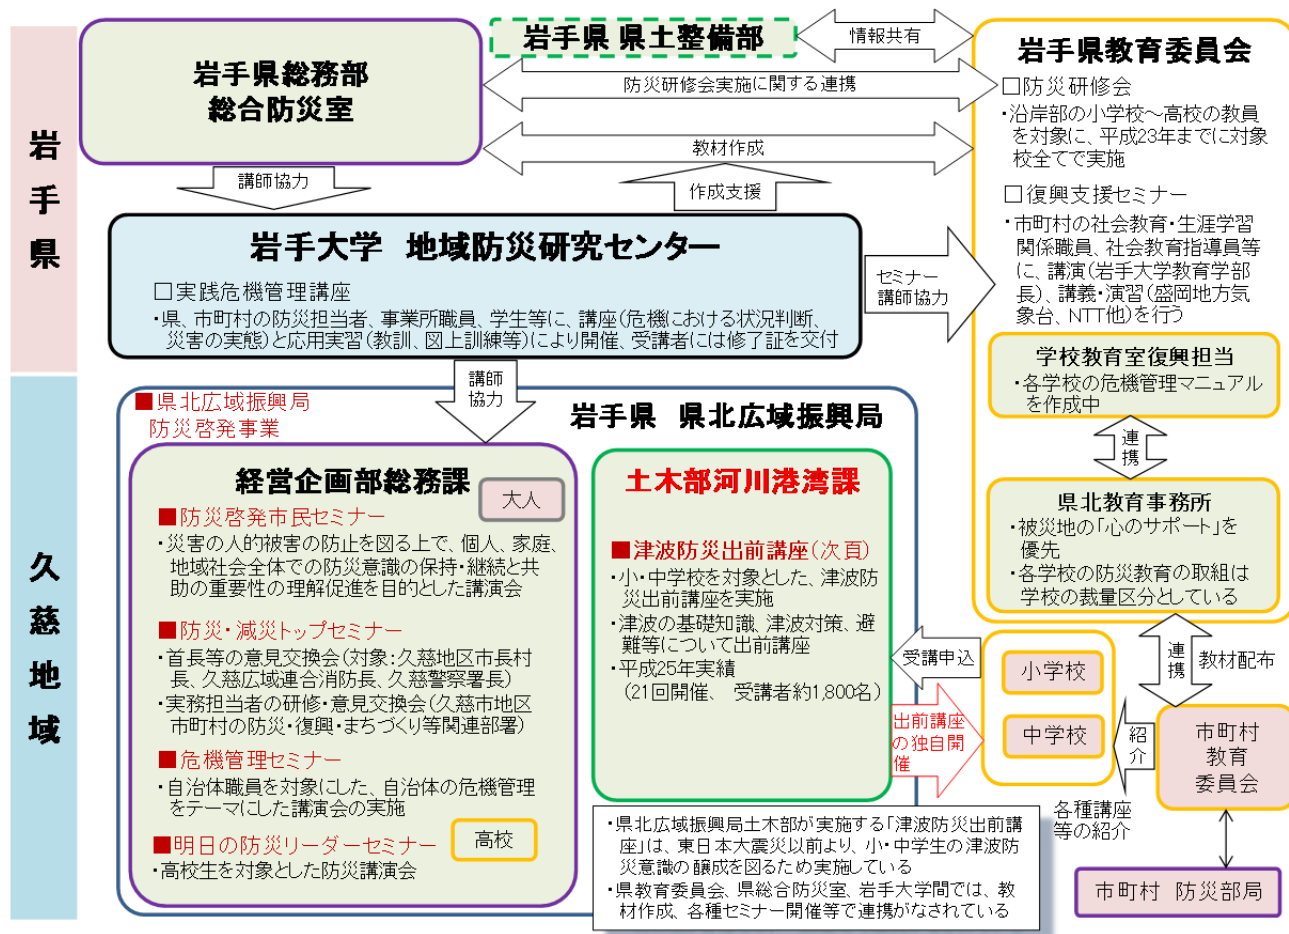 岩手県
久慈地域
岩手県総務部
総合防災室
岩手県 県土整備部
情報共有
防災研修会実施に関する連携
教材作成
講師協力
作成支援
岩手県教育委員会
□防災研修会
・沿岸部の小学校～高校の教員
を対象に、平成23年までに対象
校全てで実施
□復興支援セミナー
・市町村の社会教育・生涯学習
関係職員、社会教育指導員等
に、講演(岩手大学教育学部
長)、講義・演習(盛岡地方気
象台、NTT他)を行う
岩手大学 地域防災研究センター
□実践危機管理講座
・県、市町村の防災担当者、事業所職員、学生等に、講座(危機における状況判断、
災害の実態)と応用実習(教訓、図上訓練等)により開催、受講者には修了証を交付
セミナー
講師協力
学校教育室復興担当
・各学校の危機管理マニュアル
を作成中
連携
県北教育事務所
・被災地の「心のサポート」を
優先
・各学校の防災教育の取組は
学校の裁量区分としている
講師
協力
■県北広域振興局
防災啓発事業
岩手県 県北広域振興局
経営企画部総務課
大人
■防災啓発市民セミナー
・災害の人的被害の防止を図る上で、個人、家庭、
地域社会全体での防災意識の保持・継続と共
助の重要性の理解促進を目的とした講演会
■防災・減災トップセミナー
・首長等の意見交換会(対象:久慈地区市長村
長、久慈広域連合消防長、久慈警察署長)
・実務担当者の研修・意見交換会(久慈市地区
市町村の防災・復興・まちづくり等関連部署)
■危機管理セミナー
・自治体職員を対象にした、自治体の危機管理
をテーマにした講演会の実施
■明日の防災リーダーセミナー
高校
・高校生を対象とした防災講演会
土木部河川港湾課
■津波防災出前講座(次頁)
・小・中学校を対象とした、津波防
災出前講座を実施
・津波の基礎知識、津波対策、避
難等について出前講座
・平成25年実績
(21回開催、 受講者約1,800名)
受講申込
出前講座
の独自開
催
小学校
中学校
連携
教材配布
紹介
各種講座
等の紹介
市町村
教育
委員会
市町村 防災部局
・県北広域振興局土木部が実施する「津波防災出前講
座」は、東日本大震災以前より、小・中学生の津波防
災意識の醸成を図るため実施している
・県教育委員会、県総合防災室、岩手大学間では、教
材作成、各種セミナー開催等で連携がなされている